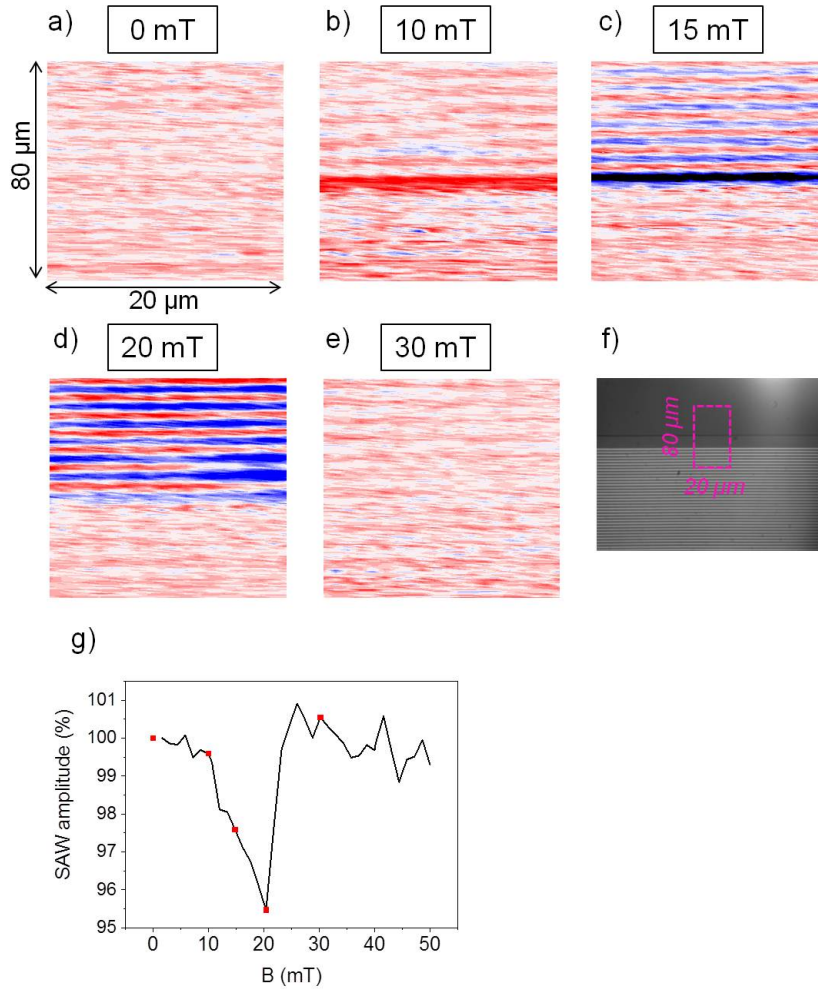 a) 0 mT
b) 10 mT
c) 15 mT
80 µm
20 µm
d) 20 mT
e) 30 mT
f)
80 µm
20 µm
g)
SAW amplitude (%)
101
100
99
98
97
96
95
0 10 20 30 40 50
B (mT)